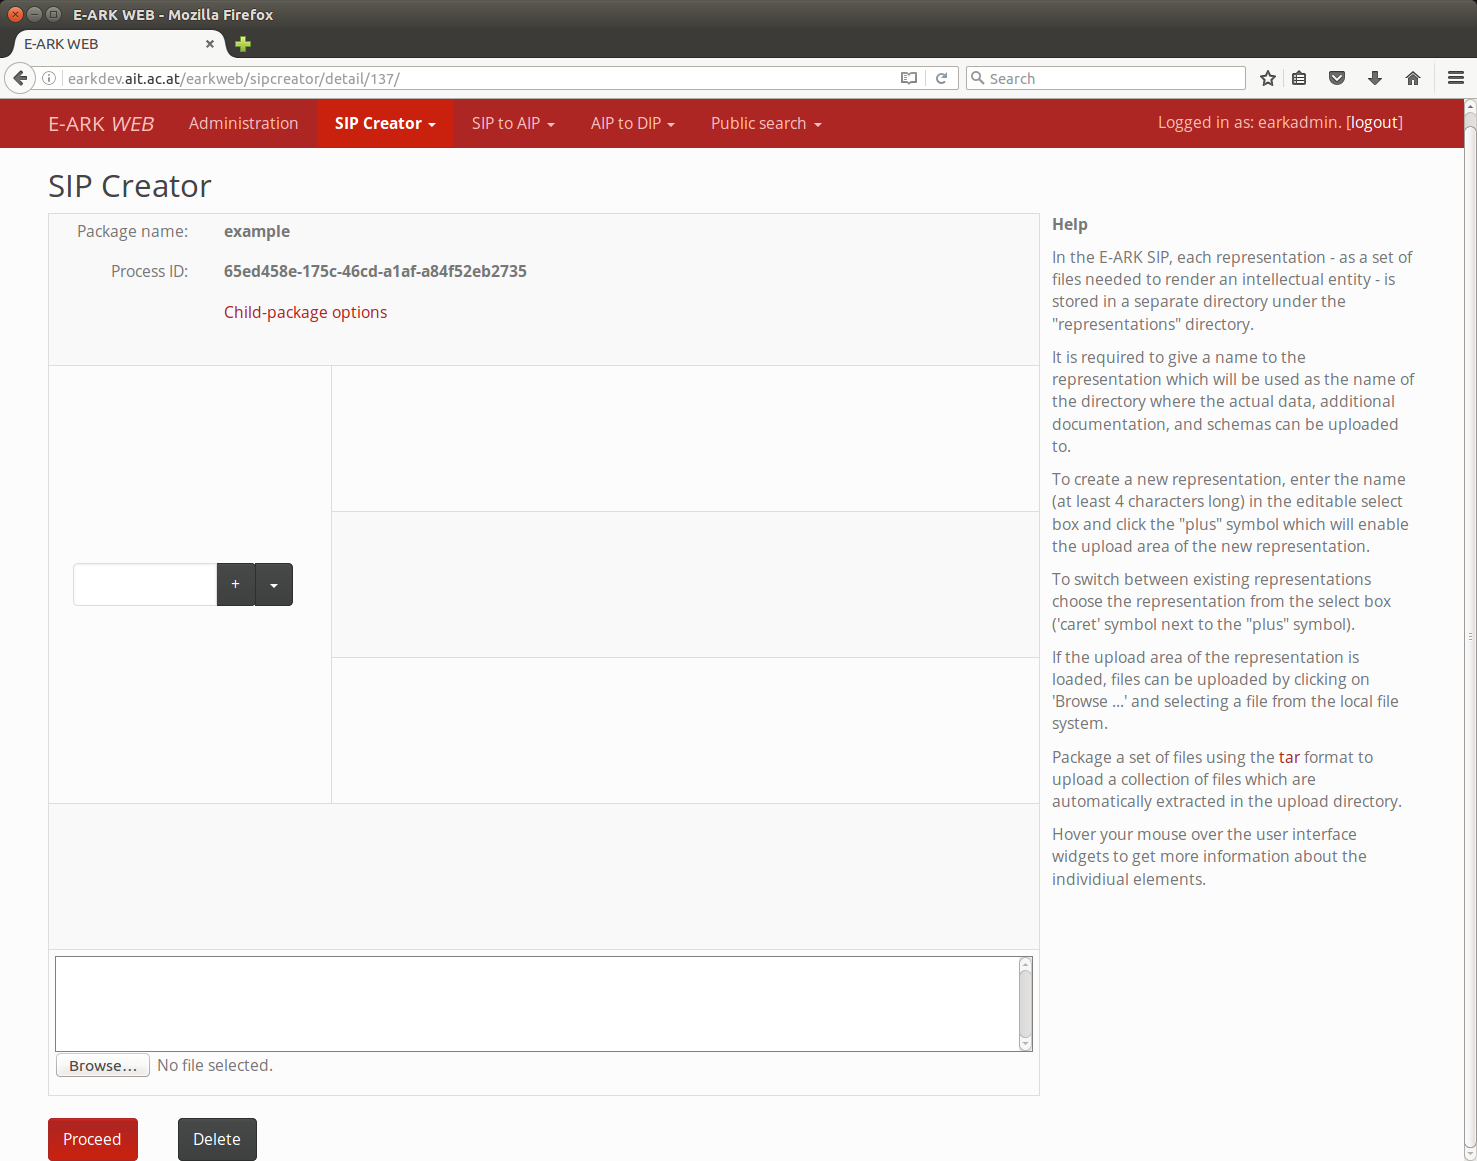 E-ARK WEB - Mozilla Firefox
E-ARK WEB
earkdev.ait.ac.at/earkweb/sipcreator/detail/137/
Search
E-ARK WEB Administration SIP Creator SIP to AIP AIP to DIP Public search Logged in as: earkadmin. [logout]
SIP Creator
Package name: example
Process ID: 65ed458e-175c-46cd-a1af-a84f52eb2735
Child-package options
+
Browse... No file selected.
Proceed Delete
Help
In the E-ARK SIP, each representation - as a set of
files needed to render an intellectual entity - is
stored in a separate directory under the
"representations" directory.
It is required to give a name to the
representation which will be used as the name of
the directory where the actual data, additional
documentation, and schemas can be uploaded
to.
To create a new representation, enter the name
(at least 4 characters long) in the editable select
box and click the "plus" symbol which will enable
the upload area of the new representation.
To switch between existing representations
choose the representation from the select box
('caret' symbol next to the "plus" symbol).
If the upload area of the representation is
loaded, files can be uploaded by clicking on
'Browse ...' and selecting a file from the local file
system.
Package a set of files using the tar format to
upload a collection of files which are
automatically extracted in the upload directory.
Hover your mouse over the user interface
widgets to get more information about the
individiual elements.